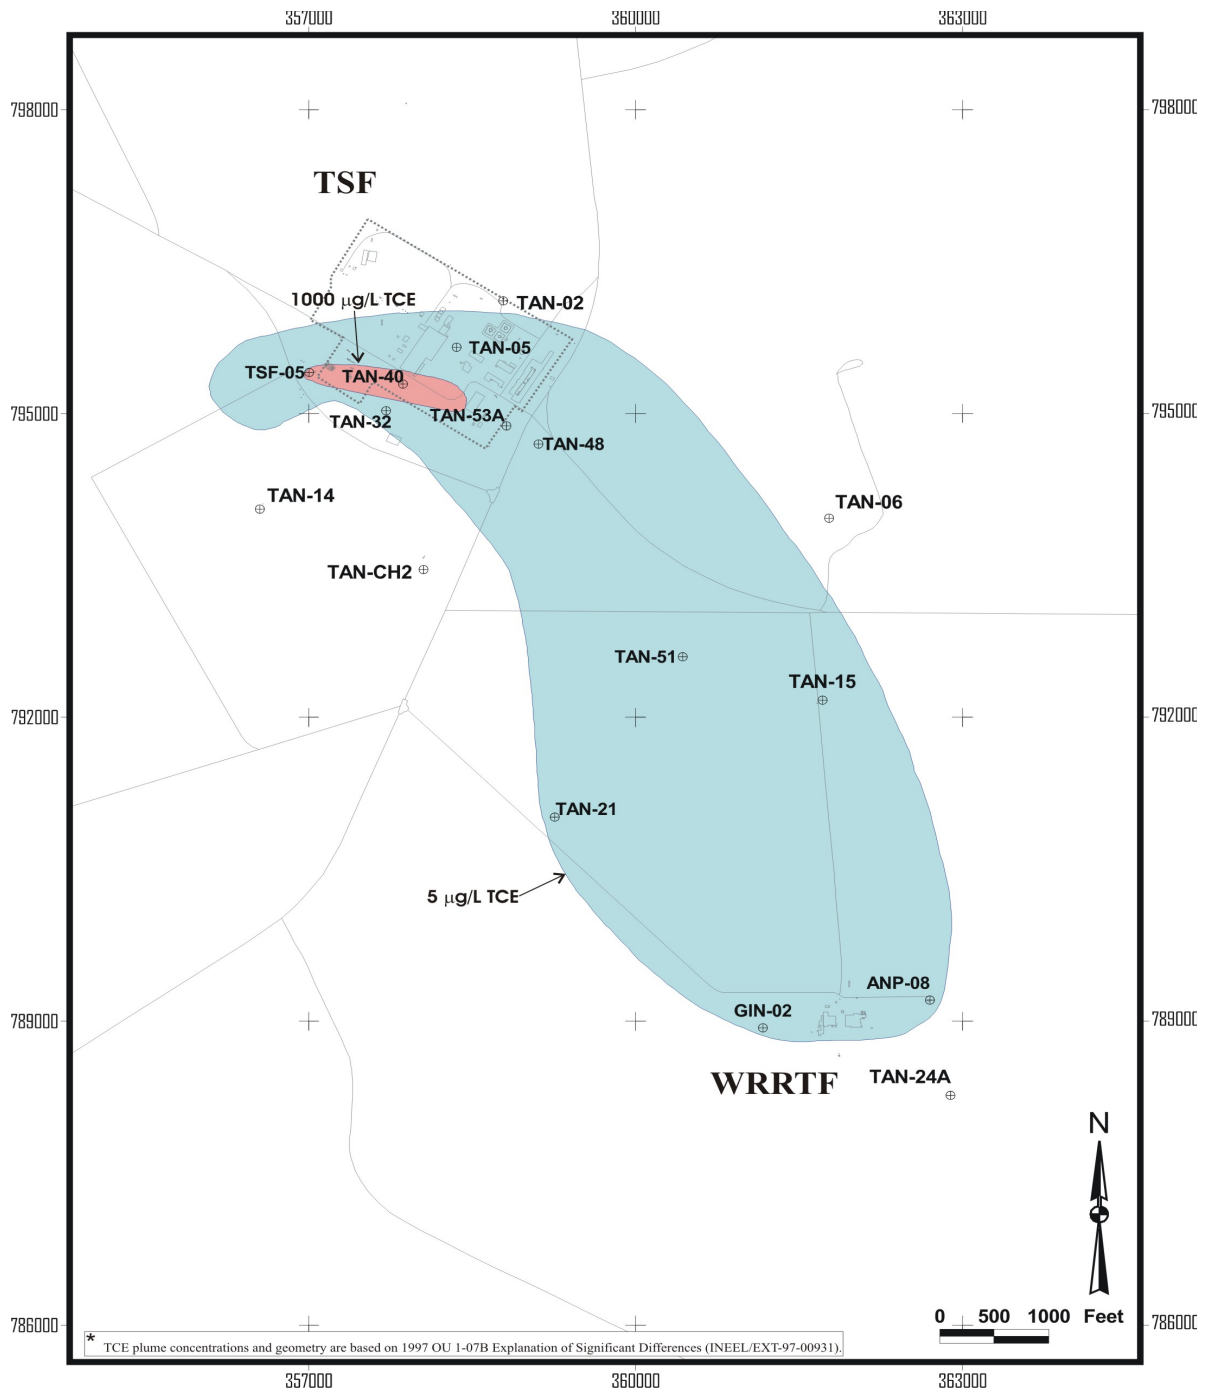 357000 360000 363000
798000 798000
TSF
1000 µg/L TCE
TAN-02
TAN-05
TSF-05
TAN-40
TAN-53A
TAN-32
795000 795000
TAN-48
TAN-14
TAN-06
TAN-CH2
TAN-51
TAN-15
792000 792000
TAN-21
5 µg/L TCE
ANP-08
GIN-02
789000 789000
WRRTF
TAN-24A
N
0 500 1000 Feet
786000 786000
* TCE plume concentrations and geometry are based on 1997 OU 1-07B Explanation of Significant Differences (INEEL/EXT-97-00931).
357000 360000 363000